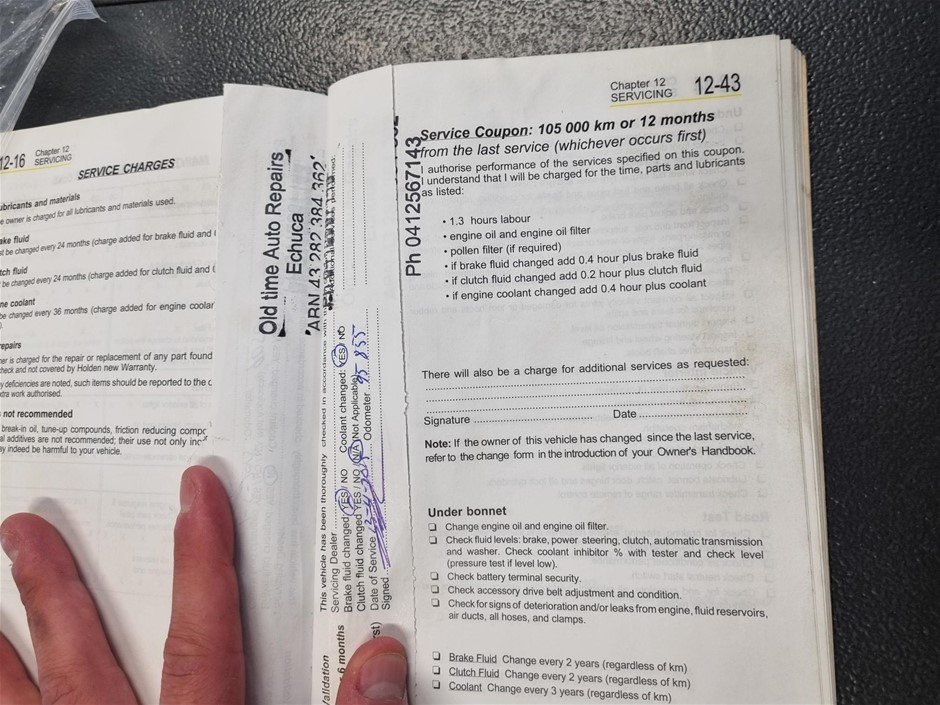 12-16 Chapter 12
SERVICING
SERVICE CHARGES
ubricants and materials
e owner is charged for all lubricants and materials used.
ake fluid
st be changed every 24 months (charge added for brake fluid and
tch fluid
be changed every 24 months (charge added for clutch fluid and
ne coolant
be changed every 36 months (charge added for engine coolar
epairs
ner is charged for the repair or replacement of any part found
check and not covered by Holden new Warranty.
y deficiencies are noted, such items should be reported to the
xtra work authorised.
not recommended
break-in oil, tune-up compounds, friction reducing compo
al additives are not recommended; their use not only inc
ay indeed be harmful to your vehicle.
Old time Auto Repairs
Echuca
ARN 43 282 384 362
Ph 0412567143
This vehicle has been thoroughly checked in accordance with
Servicing Dealer
Brake fluid changed YES / NO Coolant changed: YES / NO
Clutch fluid changed YES / NO / N/A (Not Applicable)
Date of Service Odometer 95 855
Signed
alidation
6 months
rst)
Chapter 12
SERVICING 12-43
Service Coupon: 105 000 km or 12 months
from the last service (whichever occurs first)
I authorise performance of the services specified on this coupon.
I understand that I will be charged for the time, parts and lubricants
as listed:
• 1.3 hours labour
• engine oil and engine oil filter
• pollen filter (if required)
• if brake fluid changed add 0.4 hour plus brake fluid
• if clutch fluid changed add 0.2 hour plus clutch fluid
• if engine coolant changed add 0.4 hour plus coolant
There will also be a charge for additional services as requested:
Signature Date
Note: If the owner of this vehicle has changed since the last service,
refer to the change form in the introduction of your Owner's Handbook.
Under bonnet
❑ Change engine oil and engine oil filter.
❑ Check fluid levels: brake, power steering, clutch, automatic transmission
and washer. Check coolant inhibitor % with tester and check level
(pressure test if level low).
❑ Check battery terminal security.
❑ Check accessory drive belt adjustment and condition.
❑ Check for signs of deterioration and/or leaks from engine, fluid reservoirs,
air ducts, all hoses, and clamps.
❑ Brake Fluid Change every 2 years (regardless of km)
❑ Clutch Fluid Change every 2 years (regardless of km)
❑ Coolant Change every 3 years (regardless of km)